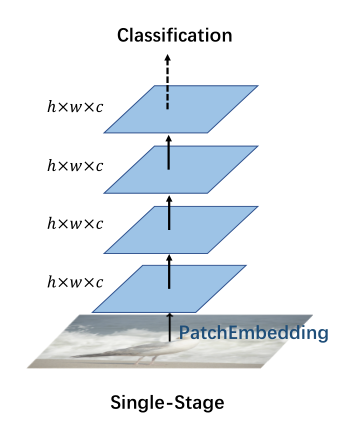 Classification
h×w×c
h×w×c
h×w×c
h×w×c
PatchEmbedding
Single-Stage